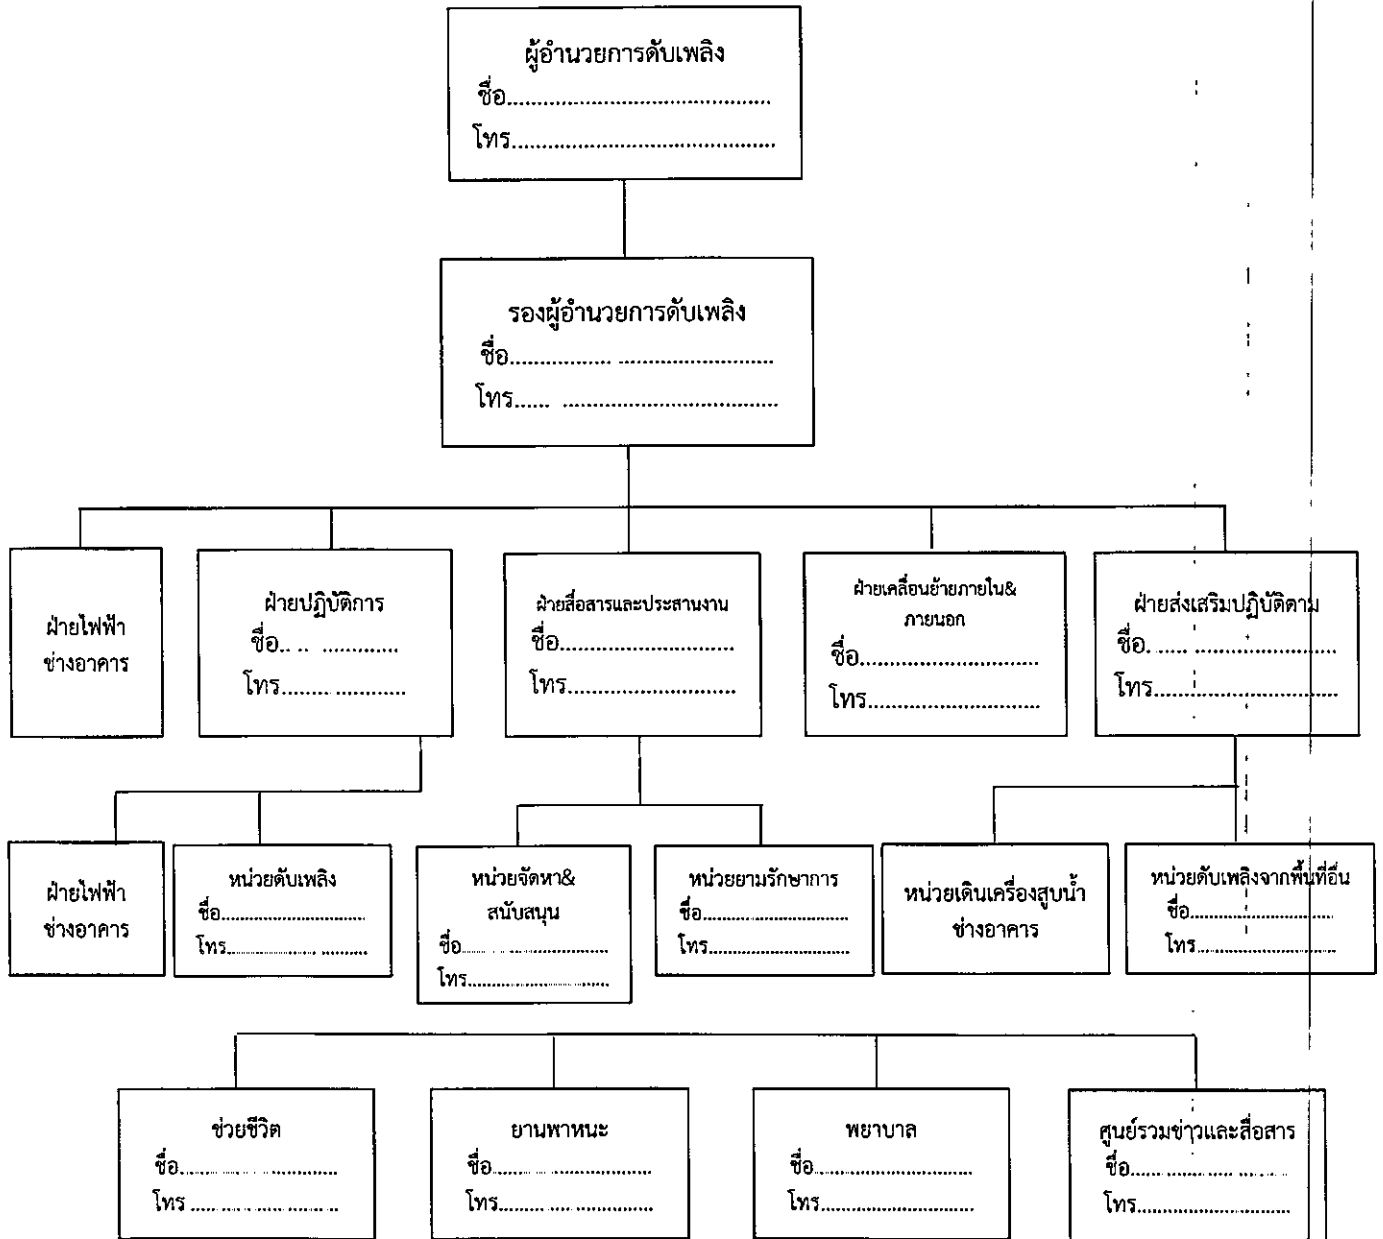 ผู้อำนวยการดับเพลิง
ชื่อ............................................
โทร............................................
รองผู้อำนวยการดับเพลิง
ชื่อ................. ..........................
โทร...... ....................................
ฝ่ายไฟฟ้า
ช่างอาคาร
ฝ่ายปฏิบัติการ
ชื่อ.. .. .............
โทร......... ..............
ฝ่ายสื่อสารและประสานงาน
ชื่อ..................................
โทร..................................
ฝ่ายเคลื่อนย้ายภายใน&
ภายนอก
ชื่อ..................................
โทร..................................
ฝ่ายส่งเสริมปฏิบัติตาม
ชื่อ. ..... ..........................
โทร..................................
ฝ่ายไฟฟ้า
ช่างอาคาร
หน่วยดับเพลิง
ชื่อ..................................
โทร...................... .........
หน่วยจัดหา&
สนับสนุน
ชื่อ..................................
โทร..................................
หน่วยยามรักษาการ
ชื่อ..................................
โทร..................................
หน่วยเดินเครื่องสูบน้ำ
ช่างอาคาร
หน่วยดับเพลิงจากพื้นที่อื่น
ชื่อ..................................
โทร..................................
ช่วยชีวิต
ชื่อ..................................
โทร ..................................
ยานพาหนะ
ชื่อ..................................
โทร..................................
พยาบาล
ชื่อ..................................
โทร..................................
ศูนย์รวมข่าวและสื่อสาร
ชื่อ..................................
โทร..................................